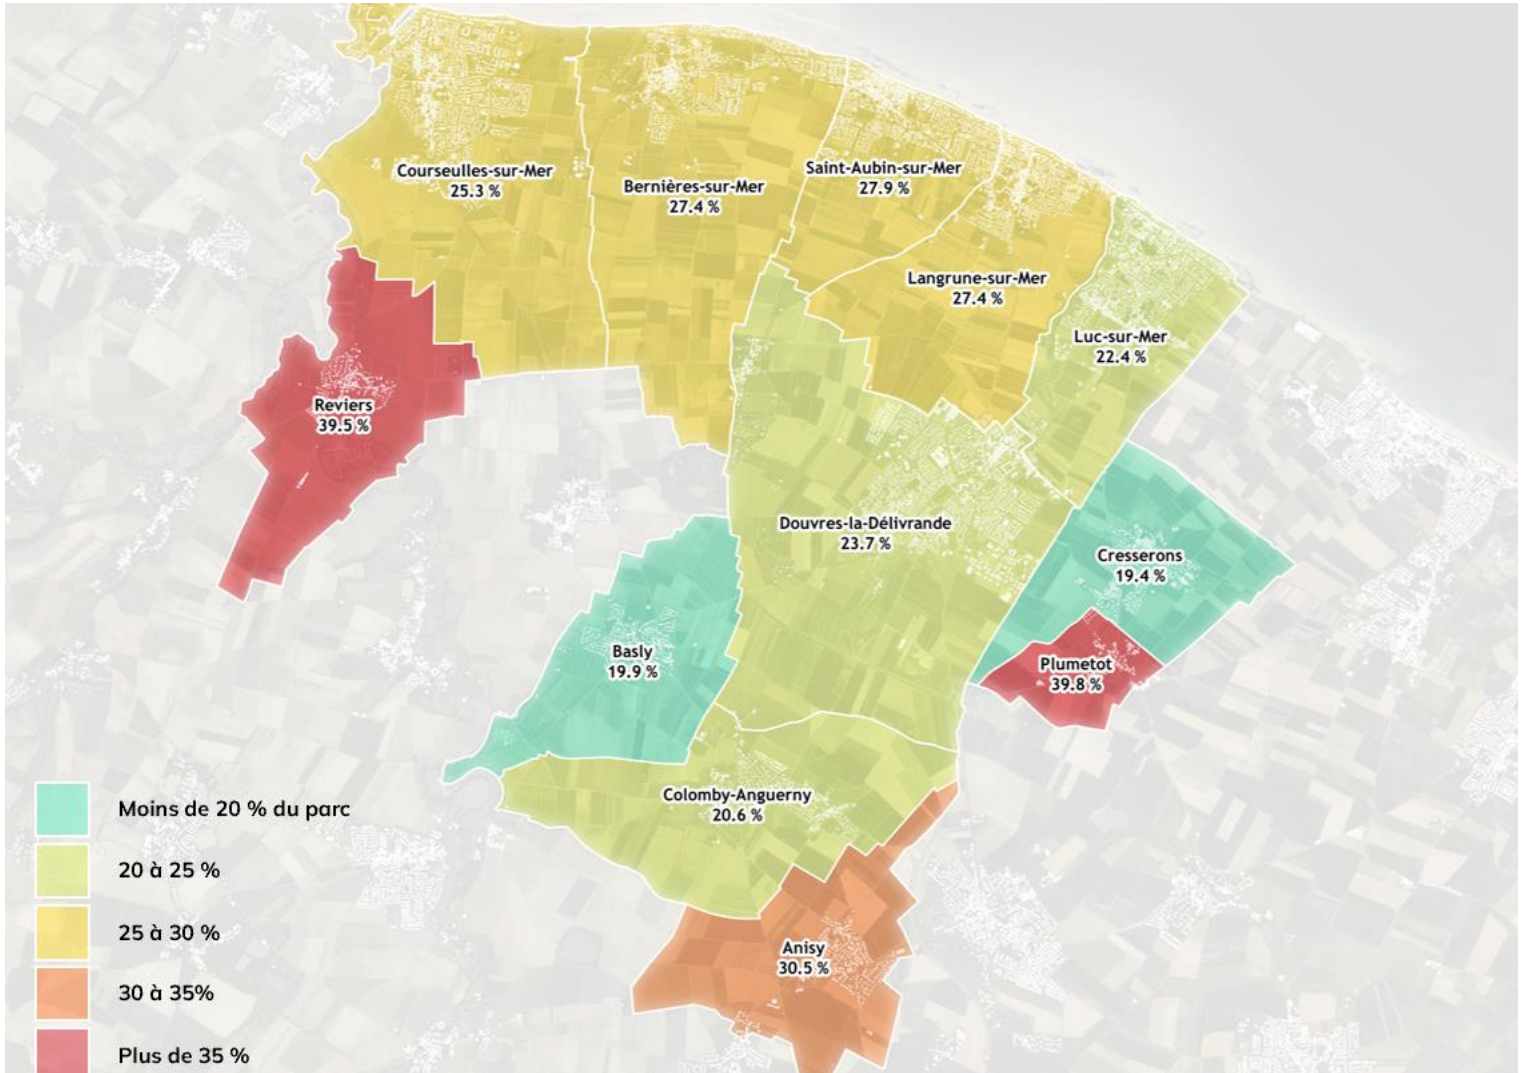 Courseulles-sur-Mer
25.3 %
Bernières-sur-Mer
27.4 %
Saint-Aubin-sur-Mer
27.9 %
Langrune-sur-Mer
27.4 %
Luc-sur-Mer
22.4 %
Reviers
39.5 %
Douvres-la-Délivrande
23.7 %
Cresserons
19.4 %
Basly
19.9 %
Plumetot
39.8 %
Colomby-Anguerny
20.6 %
Anisy
30.5 %
Moins de 20 % du parc
20 à 25 %
25 à 30 %
30 à 35%
Plus de 35 %